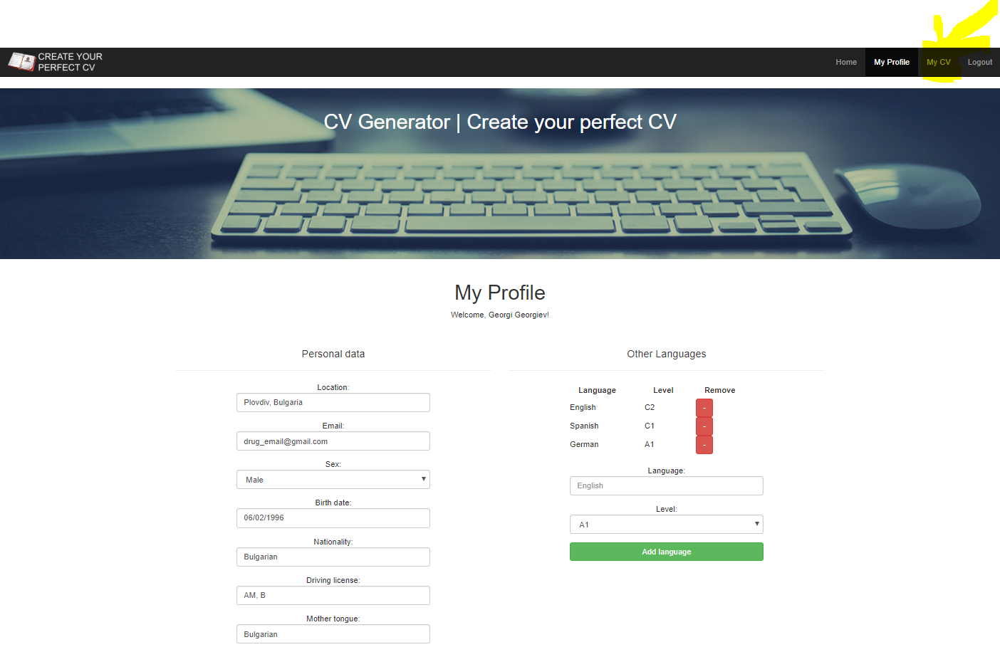 CREATE YOUR
PERFECT CV
Home
My Profile
My CV
Logout
CV Generator | Create your perfect CV
My Profile
Welcome, Georgi Georgiev!
Personal data
Location:
Plovdiv, Bulgaria
Email:
drug_email@gmail.com
Sex:
Male
Birth date:
06/02/1996
Nationality:
Bulgarian
Driving license:
AM, B
Mother tongue:
Bulgarian
Other Languages
Language Level Remove
English C2 -
Spanish C1 -
German A1 -
Language:
English
Level:
A1
Add language